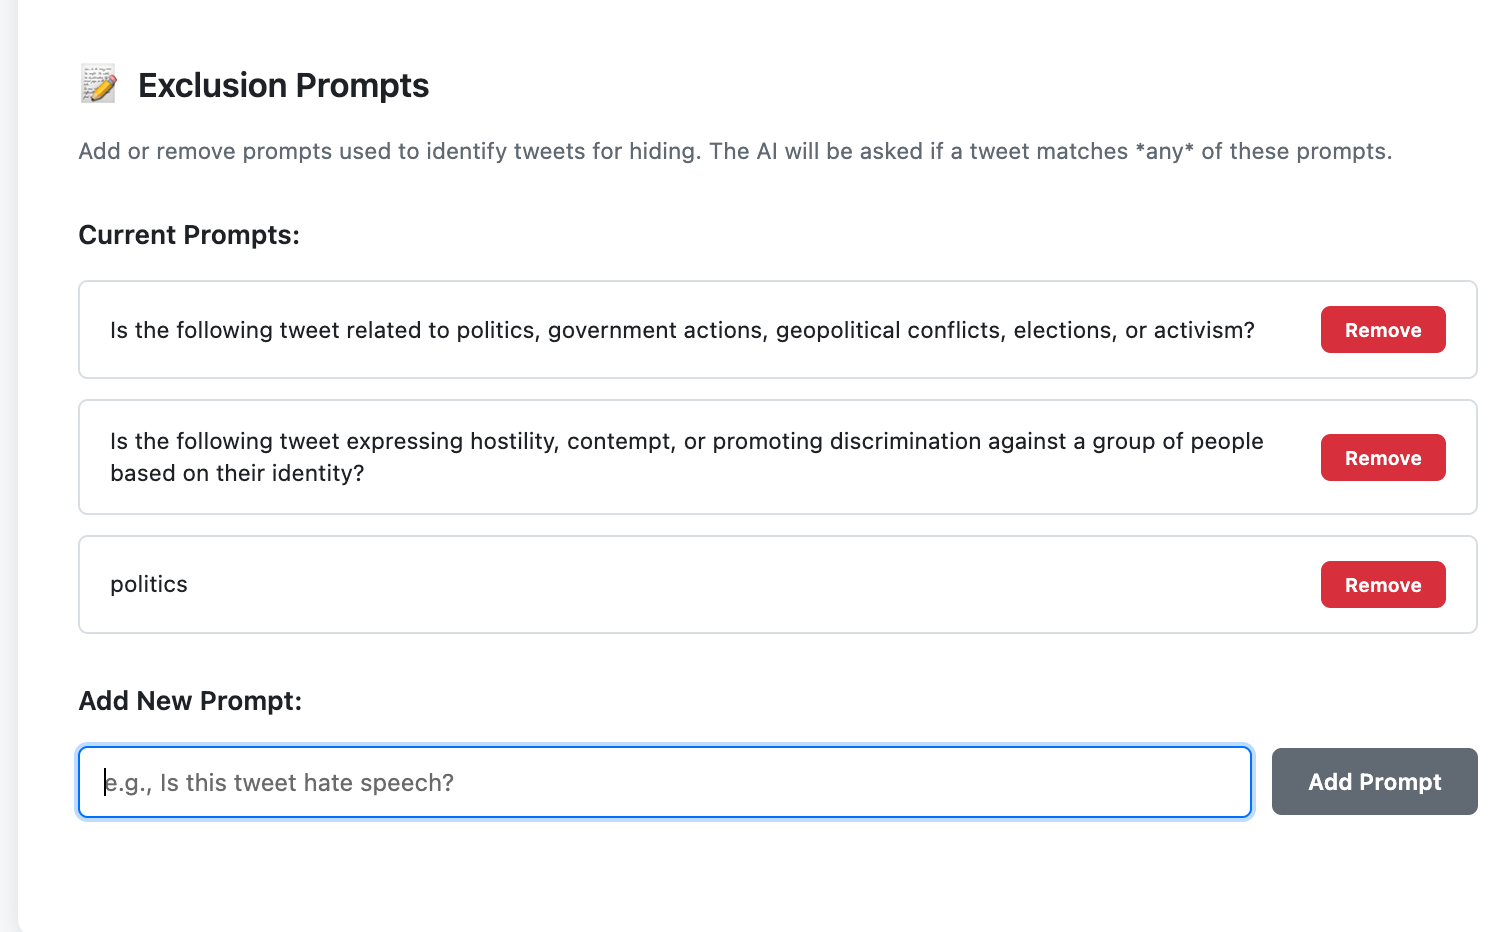 Exclusion Prompts
Add or remove prompts used to identify tweets for hiding. The AI will be asked if a tweet matches *any* of these prompts.
Current Prompts:
Is the following tweet related to politics, government actions, geopolitical conflicts, elections, or activism?
Remove
Is the following tweet expressing hostility, contempt, or promoting discrimination against a group of people
based on their identity?
Remove
politics
Remove
Add New Prompt:
e.g., Is this tweet hate speech?
Add Prompt